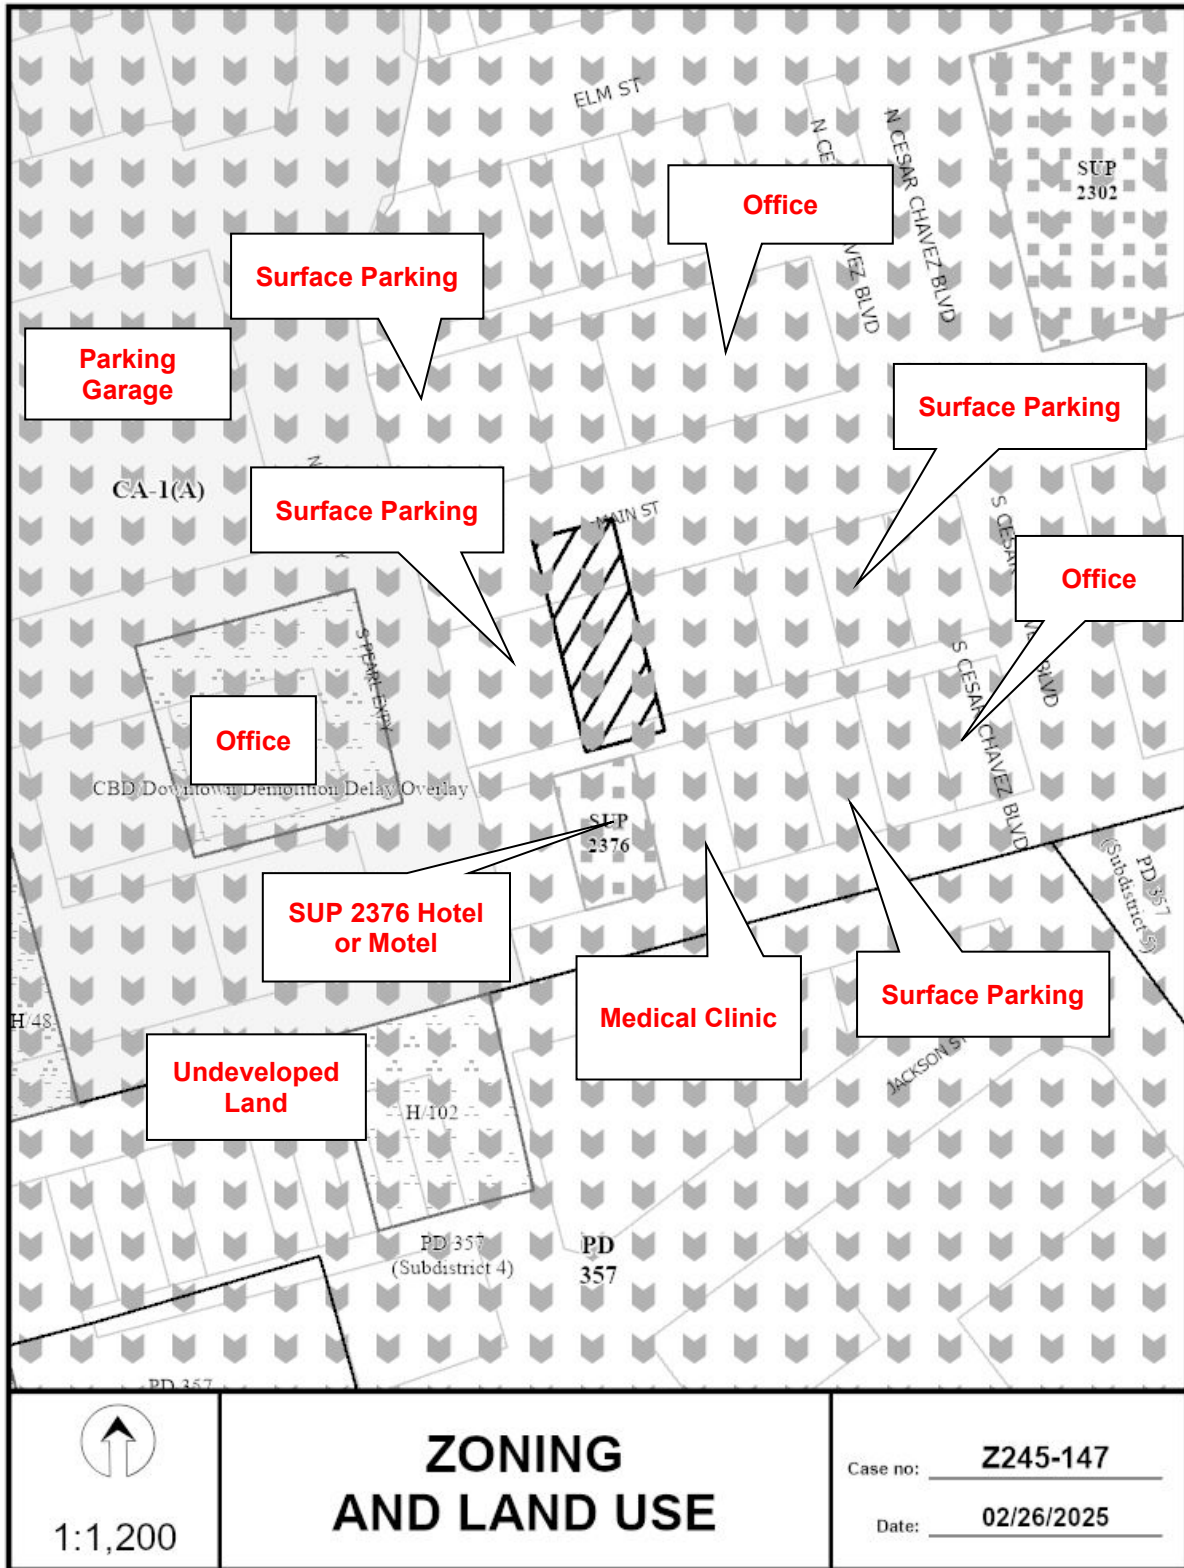 ELM ST
N CESAR CHAVEZ BLVD
SUP
2302
Office
Surface Parking
Parking
Garage
Surface Parking
CA-1(A)
Surface Parking
MAIN ST
Office
S PEARL EXPY
S CESAR CHAVEZ BLVD
Office
CBD/Downtown Demolition Delay Overlay
SUP
2376
SUP 2376 Hotel
or Motel
PD 357
(Subdistrict 5)
Medical Clinic
Surface Parking
H/48
Undeveloped
Land
H/102
JACKSON ST
PD 357
(Subdistrict 4)
PD
357
PD 357
1:1,200
ZONING
AND LAND USE
Case no: Z245-147
Date: 02/26/2025